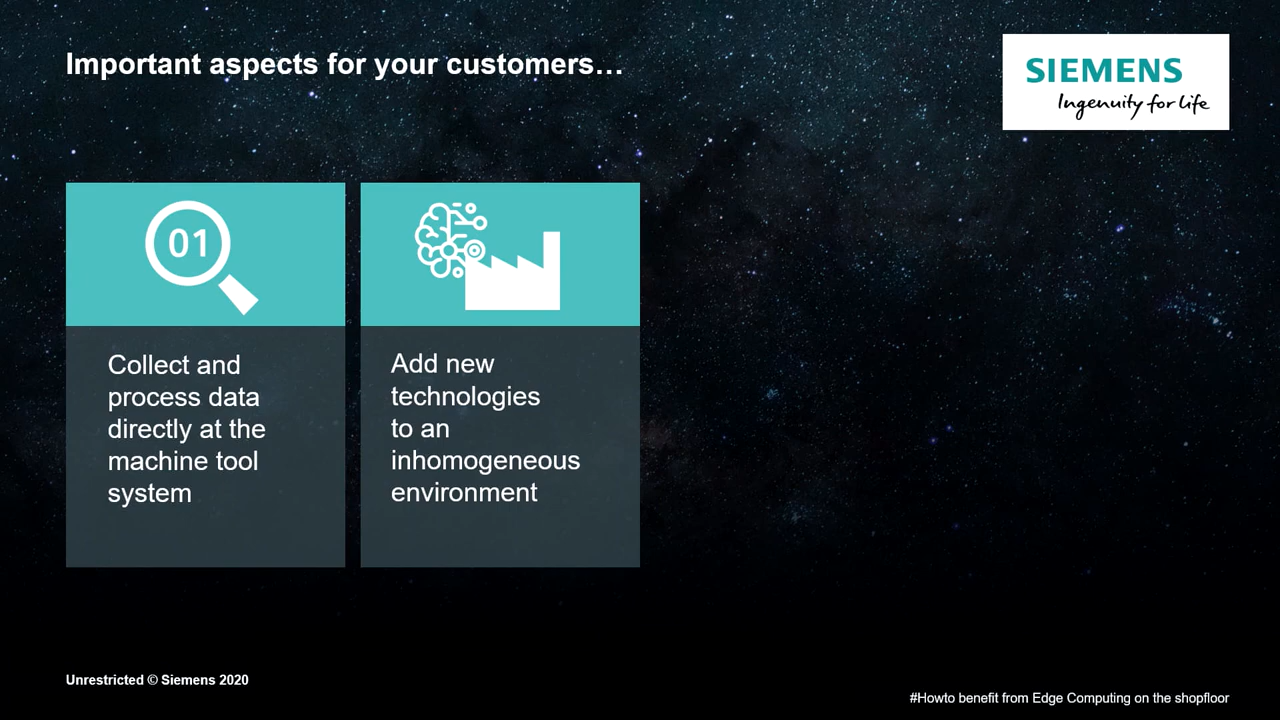 Important aspects for your customers…
SIEMENS
Ingenuity for life
01
Collect and
process data
directly at the
machine tool
system
Add new
technologies
to an
inhomogeneous
environment
Unrestricted © Siemens 2020
#Howto benefit from Edge Computing on the shopfloor